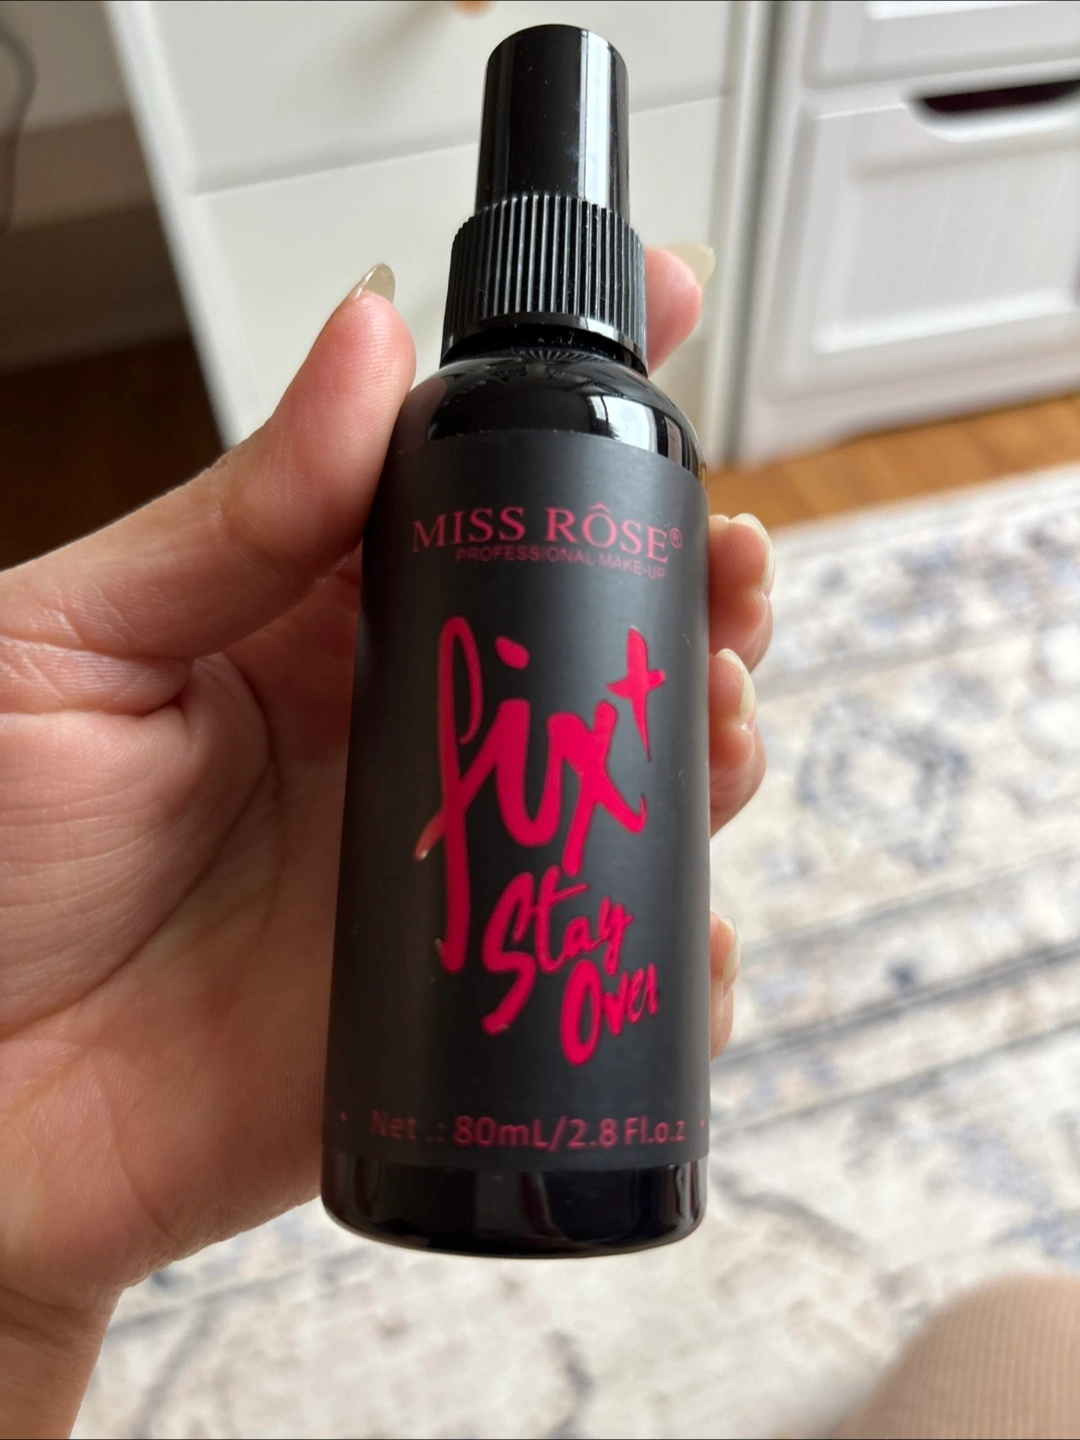 MISS RÔSE®
PROFESSIONAL MAKE-UP
fix+
Stay
Over
Net .: 80mL/2.8 Fl.o.z